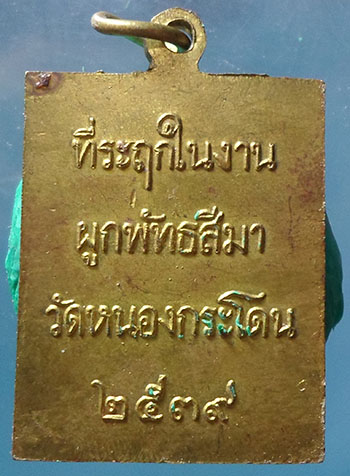 ที่ระฤกในงาน
ผูกพัทธสีมา
วัดหนองกระโดน
๒๕๓๙